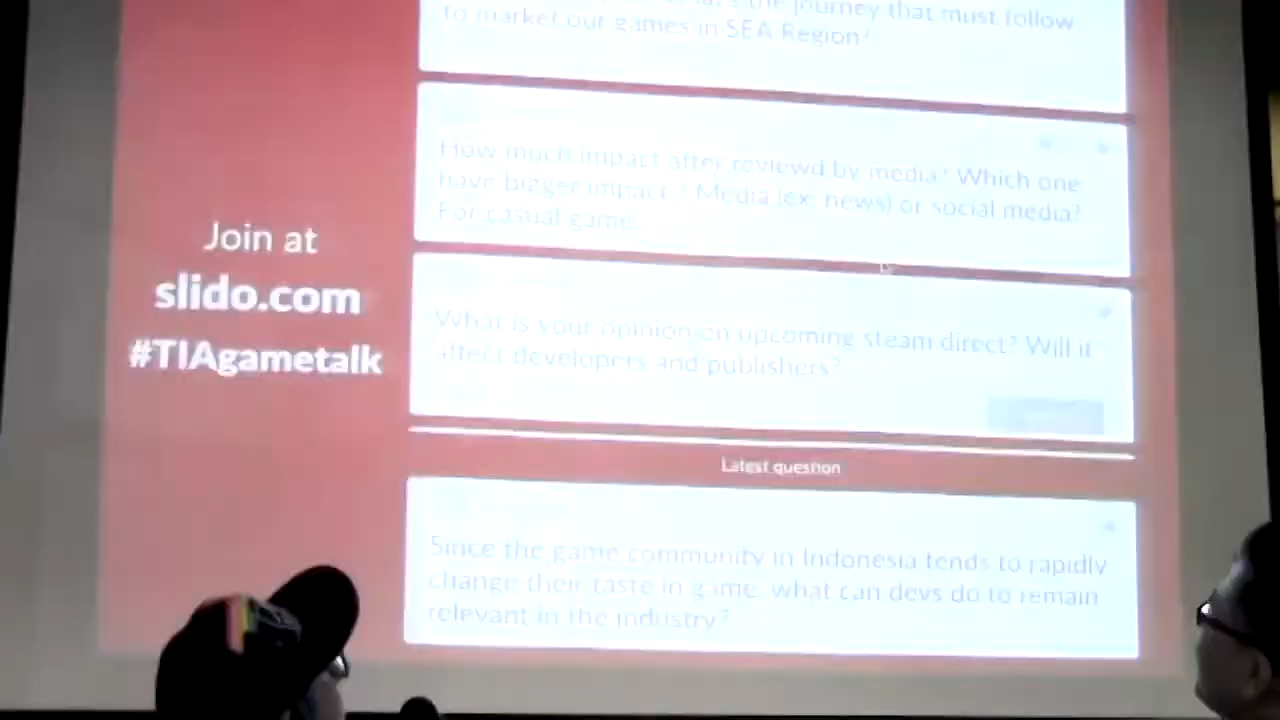 the journey that must follow
to market out games in SEA Region?
How much impact after reviewd by media? Which one
have bigger impact ? Media (ex: news) or social media?
For casual game.
Join at
slido.com
#TIAgametalk
What is your opinion on upcoming steam direct? Will it
affect developers and publishers?
Latest question
Since the game community in Indonesia tends to rapidly
change their taste in game, what can devs do to remain
relevant in the industry?